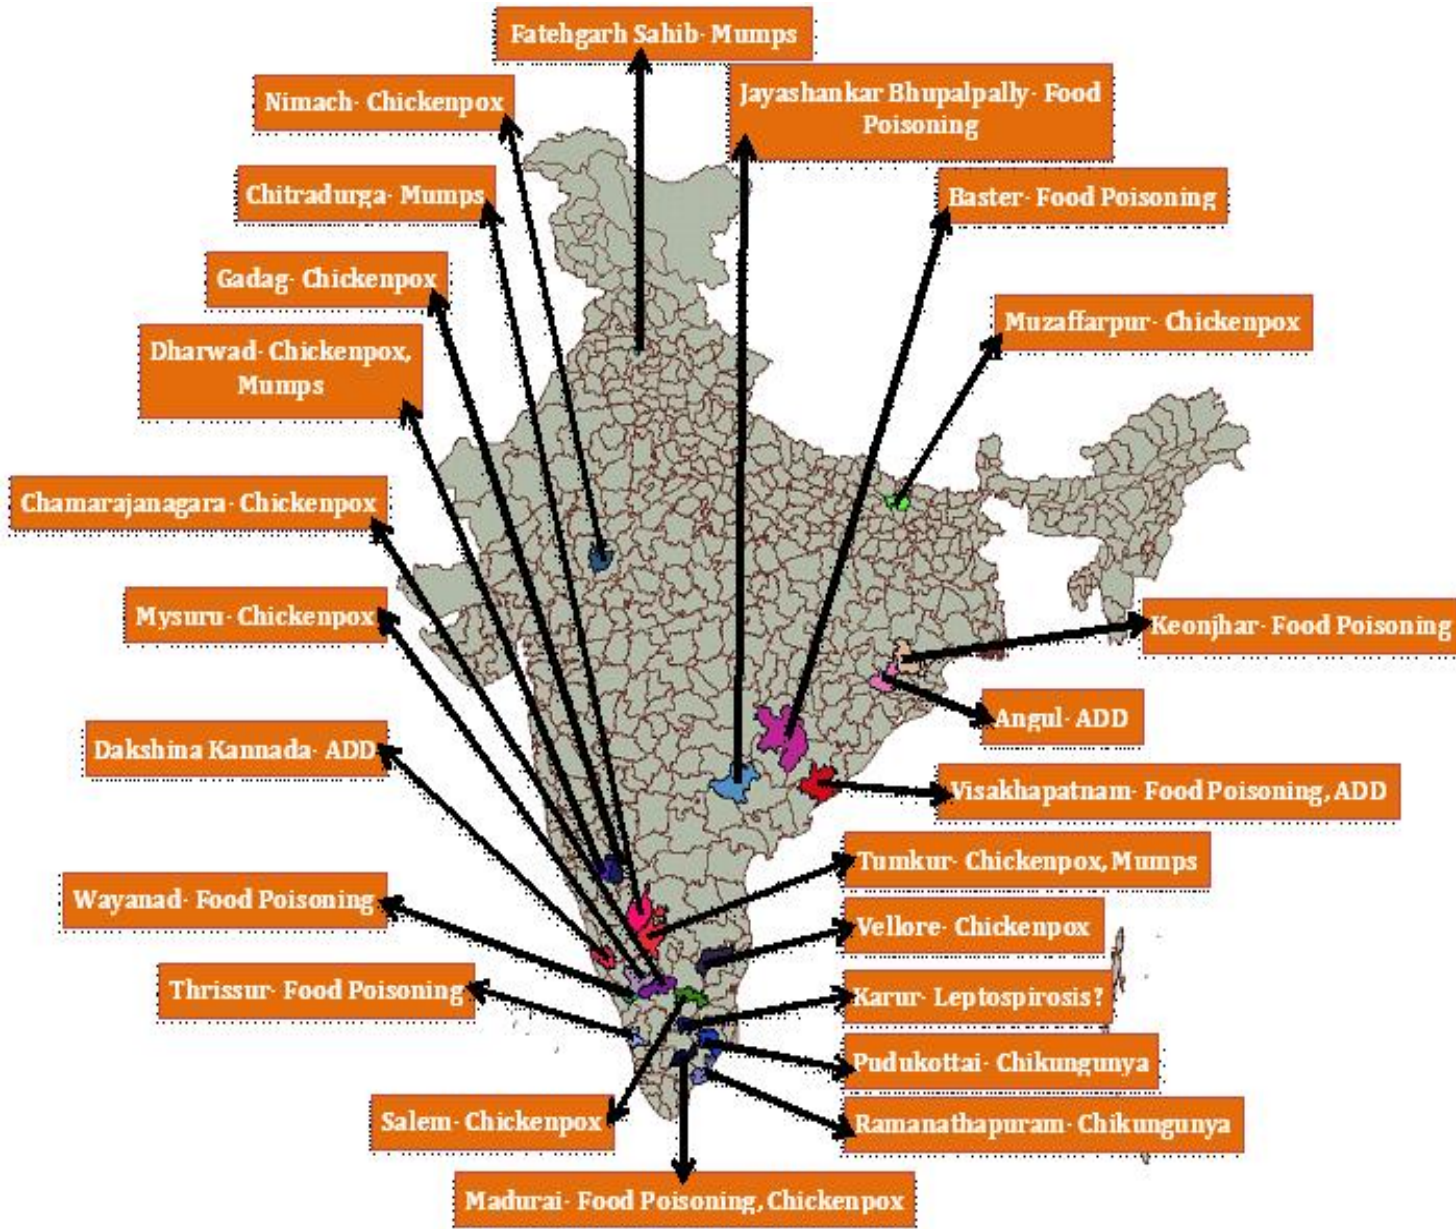 Fatehgarh Sahib- Mumps
Nimach- Chickenpox
Jayashankar Bhupalpally- Food
Poisoning
Chitradurga- Mumps
Baster- Food Poisoning
Gadag- Chickenpox
Muzaffarpur- Chickenpox
Dharwad- Chickenpox,
Mumps
Chamarajanagara- Chickenpox
Mysuru- Chickenpox
Keonjhar- Food Poisoning
Angul- ADD
Dakshina Kannada- ADD
Visakhapatnam- Food Poisoning, ADD
Tumkur- Chickenpox, Mumps
Wayanad- Food Poisoning
Vellore- Chickenpox
Thrissur- Food Poisoning
Karur- Leptospirosis?
Pudukottai- Chikungunya
Salem- Chickenpox
Ramanathapuram- Chikungunya
Madurai- Food Poisoning, Chickenpox